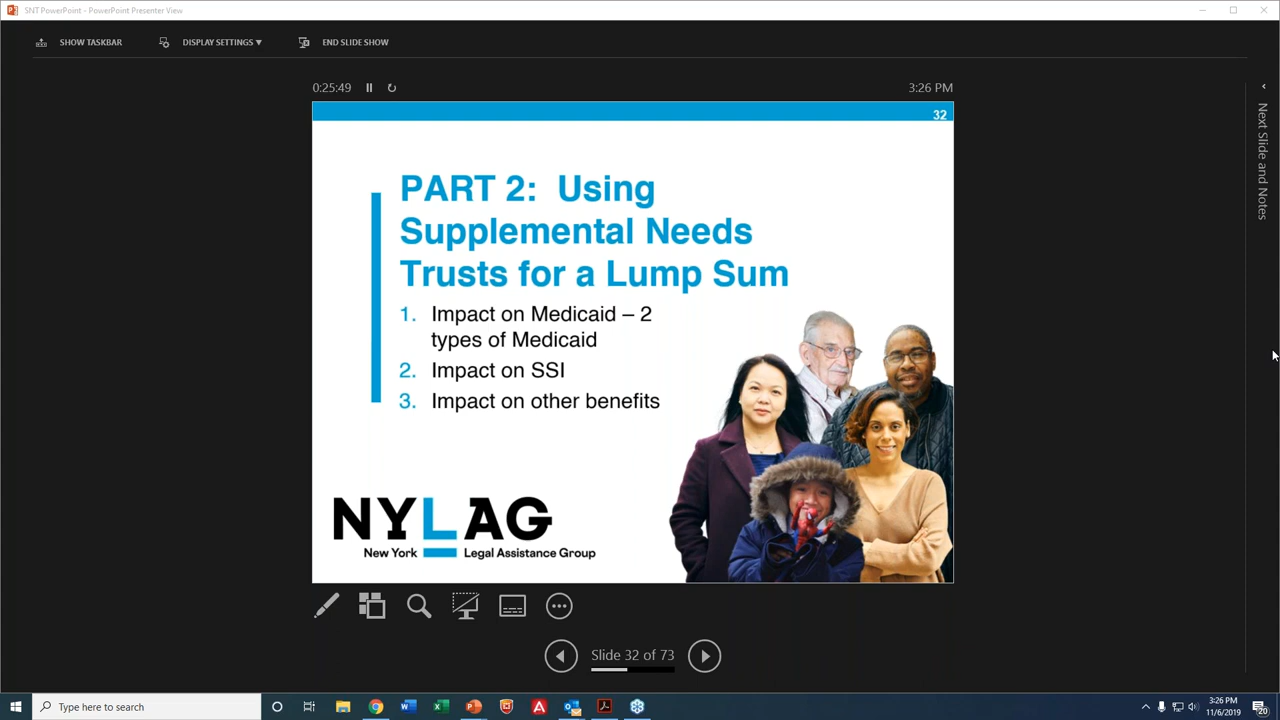 SNT PowerPoint - PowerPoint Presenter View
SHOW TASKBAR
DISPLAY SETTINGS ▾
END SLIDE SHOW
0:25:49
3:26 PM
32
PART 2: Using
Supplemental Needs
Trusts for a Lump Sum
1. Impact on Medicaid – 2
types of Medicaid
2. Impact on SSI
3. Impact on other benefits
NYLAG
New York Legal Assistance Group
Slide 32 of 73
Next Slide and Notes
Type here to search
3:26 PM
11/6/2019
20